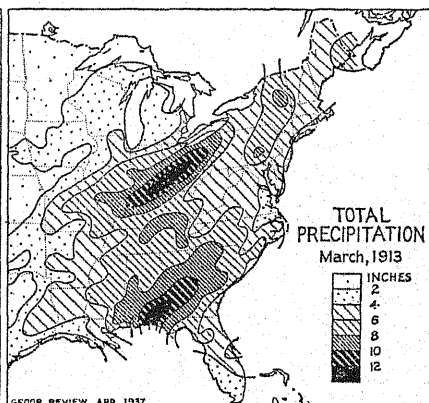 TOTAL
PRECIPITATION
March, 1913
INCHES
2
4
6
8
10
12
GEOGR. REVIEW, APR. 1937